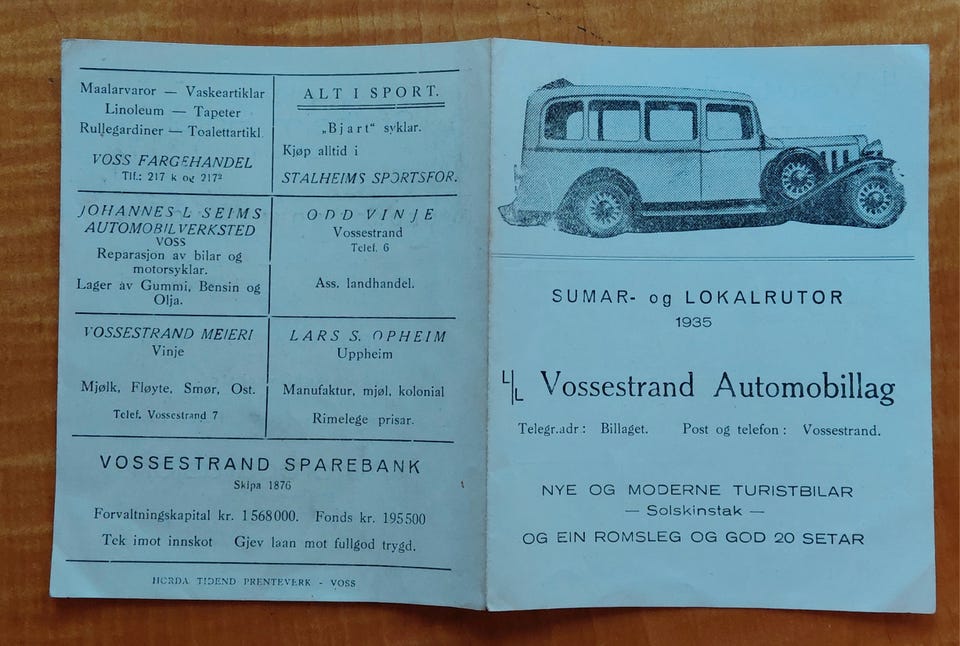 Maalarvaror — Vaskeartiklar
Linoleum — Tapeter
Rullegardiner — Toalettartikl.
VOSS FARGEHANDEL
Tlf.: 217 k og 217²
ALT I SPORT.
„Bjart" syklar.
Kjøp alltid i
STALHEIMS SPORTSFOR.
JOHANNES L SEIMS
AUTOMOBILVERKSTED
VOSS
Reparasjon av bilar og
motorsyklar.
Lager av Gummi, Bensin og
Olja.
ODD VINJE
Vossestrand
Telef. 6
Ass. landhandel.
VOSSESTRAND MEIERI
Vinje
Mjølk, Fløyte, Smør, Ost.
Telef. Vossestrand 7
LARS S. OPHEIM
Uppheim
Manufaktur, mjøl, kolonial
Rimelege prisar.
VOSSESTRAND SPAREBANK
Skipa 1876
Forvaltningskapital kr. 1568000. Fonds kr. 195500
Tek imot innskot Gjev laan mot fullgod trygd.
HORDA TIDEND PRENTEVERK - VOSS
SUMAR- og LOKALRUTOR
1935
L/L Vossestrand Automobillag
Telegr.adr: Billaget. Post og telefon: Vossestrand.
NYE OG MODERNE TURISTBILAR
— Solskinstak —
OG EIN ROMSLEG OG GOD 20 SETAR